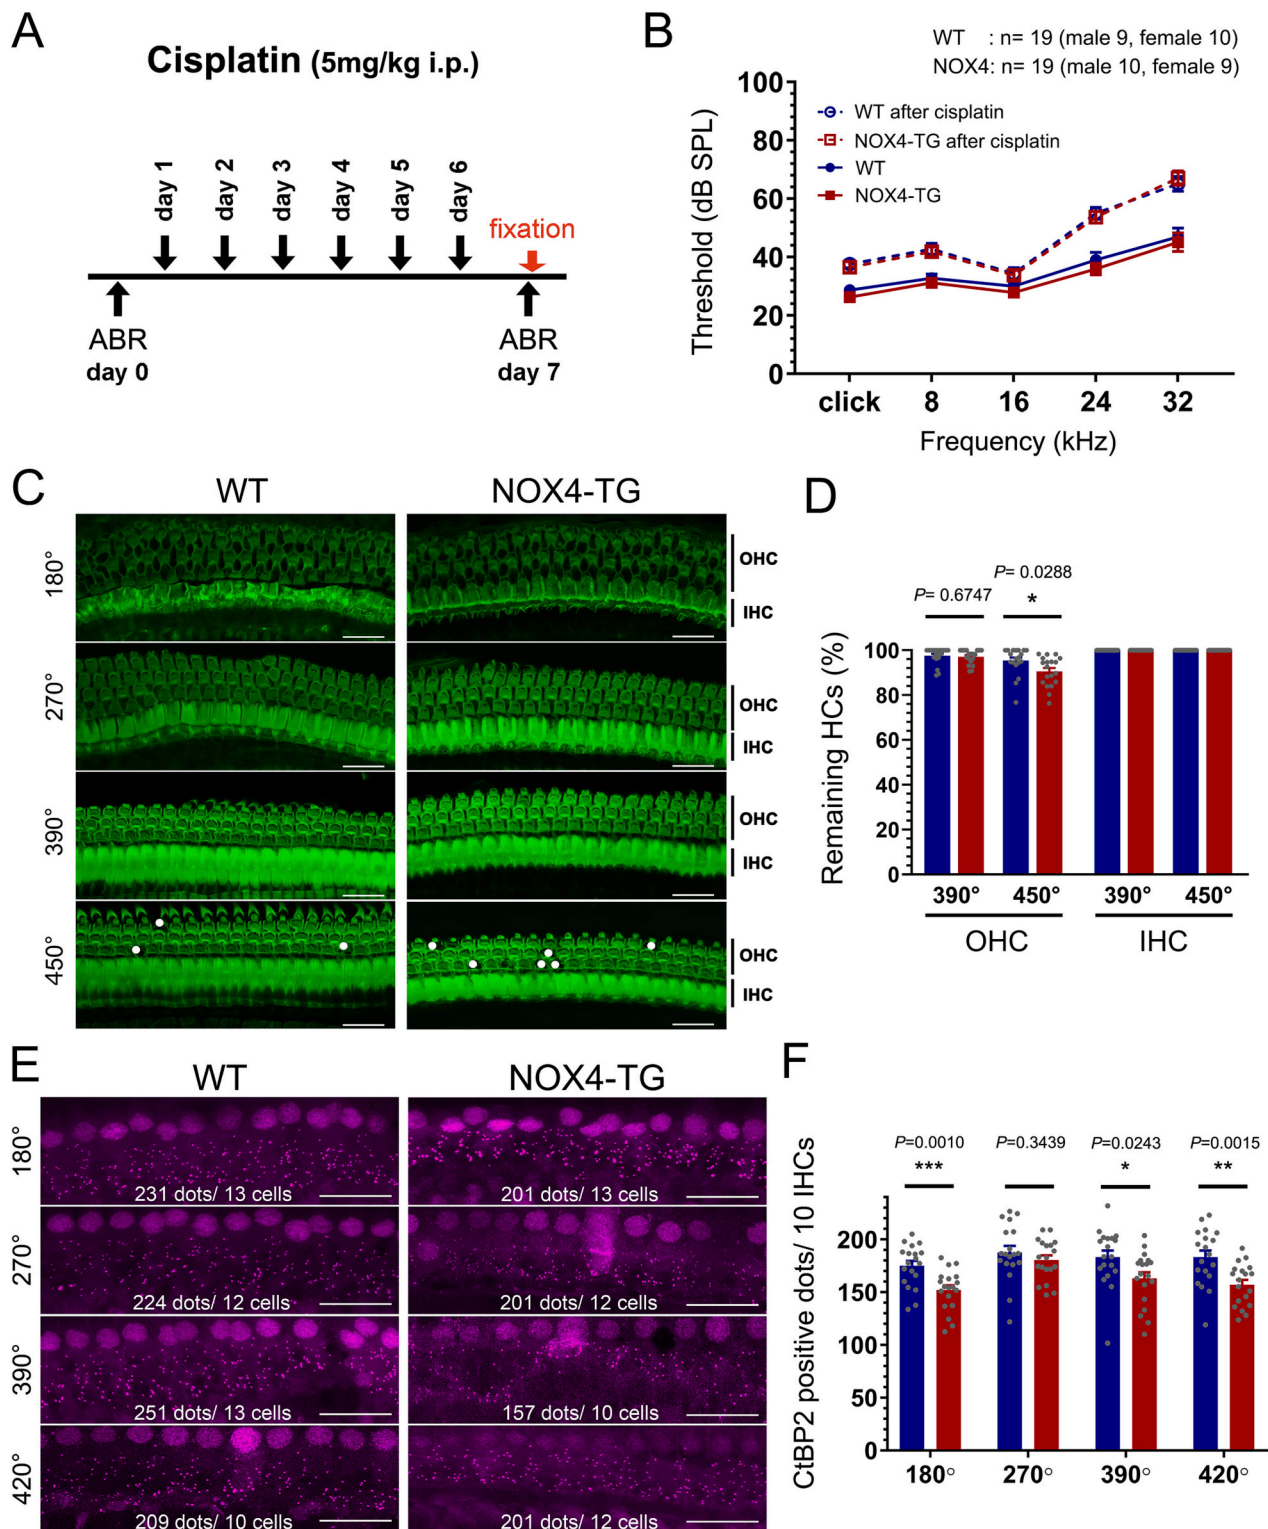 A
Cisplatin (5mg/kg i.p.)
day 1
day 2
day 3
day 4
day 5
day 6
fixation
ABR
day 0
ABR
day 7
B
WT : n= 19 (male 9, female 10)
NOX4: n= 19 (male 10, female 9)
WT after cisplatin
NOX4-TG after cisplatin
WT
NOX4-TG
Threshold (dB SPL)
100
80
60
40
20
0
click 8 16 24 32
Frequency (kHz)
C
WT NOX4-TG
180°
OHC
IHC
270°
OHC
IHC
390°
OHC
IHC
450°
OHC
IHC
D
P= 0.6747
P= 0.0288
*
Remaining HCs (%)
100
80
60
40
20
0
390° 450° 390° 450°
OHC IHC
E
WT NOX4-TG
180°
231 dots/ 13 cells
201 dots/ 13 cells
270°
224 dots/ 12 cells
201 dots/ 12 cells
390°
251 dots/ 13 cells
157 dots/ 10 cells
420°
209 dots/ 10 cells
201 dots/ 12 cells
F
P=0.0010 P=0.3439 P=0.0243 P=0.0015
*** * **
CtBP2 positive dots/ 10 IHCs
200
150
100
50
0
180° 270° 390° 420°